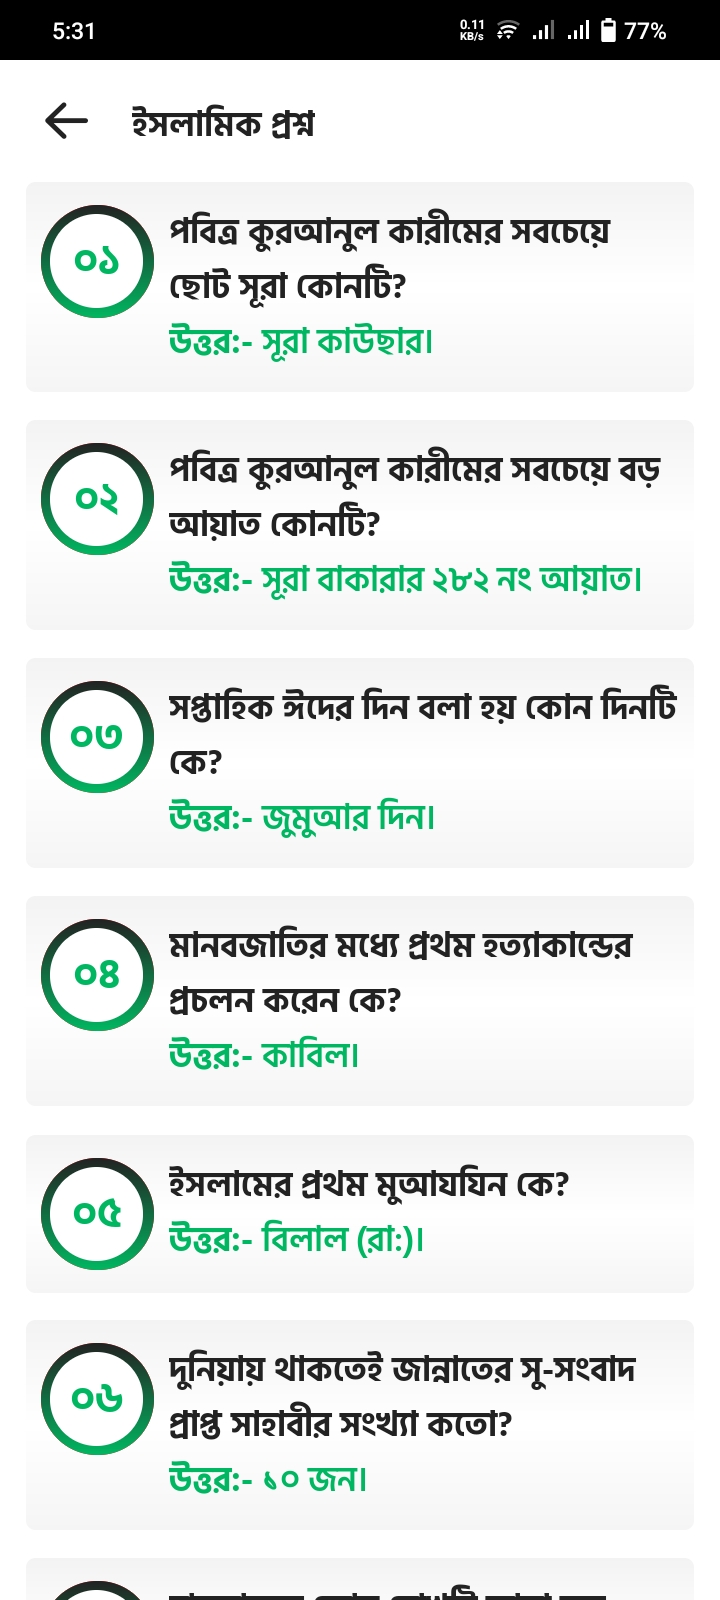 5:31
0.11
KB/s
77%
ইসলামিক প্রশ্ন
০১
পবিত্র কুরআনুল কারীমের সবচেয়ে
ছোট সূরা কোনটি?
উত্তর:- সূরা কাউছার।
০২
পবিত্র কুরআনুল কারীমের সবচেয়ে বড়
আয়াত কোনটি?
উত্তর:- সূরা বাকারার ২৮২ নং আয়াত।
০৩
সপ্তাহিক ঈদের দিন বলা হয় কোন দিনটি
কে?
উত্তর:- জুমুআর দিন।
০৪
মানবজাতির মধ্যে প্রথম হত্যাকান্ডের
প্রচলন করেন কে?
উত্তর:- কাবিল।
০৫
ইসলামের প্রথম মুআযযিন কে?
উত্তর:- বিলাল (রা:)।
০৬
দুনিয়ায় থাকতেই জান্নাতের সু-সংবাদ
প্রাপ্ত সাহাবীর সংখ্যা কতো?
উত্তর:- ১০ জন।